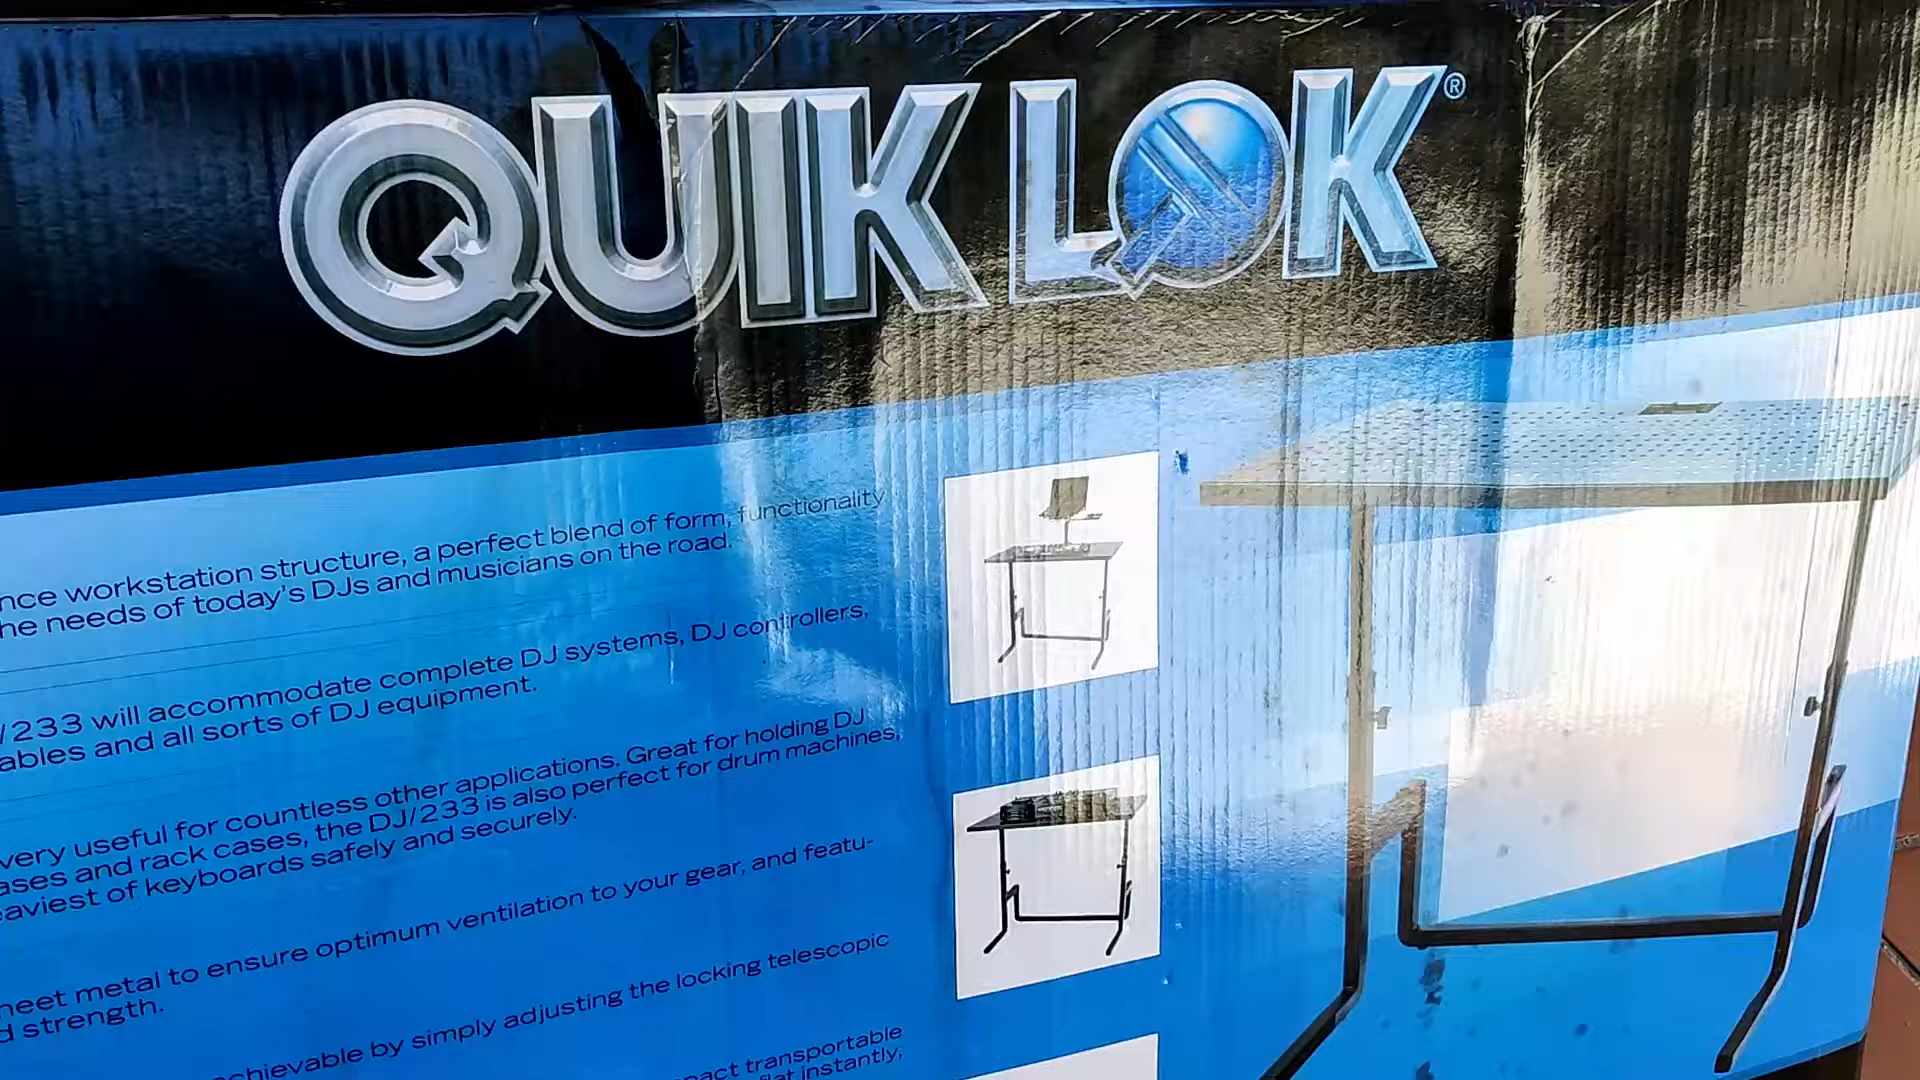 QUIK LOK®
nce workstation structure, a perfect blend of form, functionality
he needs of today's DJs and musicians on the road.
/233 will accommodate complete DJ systems, DJ controllers,
ables and all sorts of DJ equipment.
very useful for countless other applications. Great for holding DJ
ases and rack cases, the DJ/233 is also perfect for drum machines,
eaviest of keyboards safely and securely.
heet metal to ensure optimum ventilation to your gear, and featu-
d strength.
chievable by simply adjusting the locking telescopic
pact transportable
flat instantly,